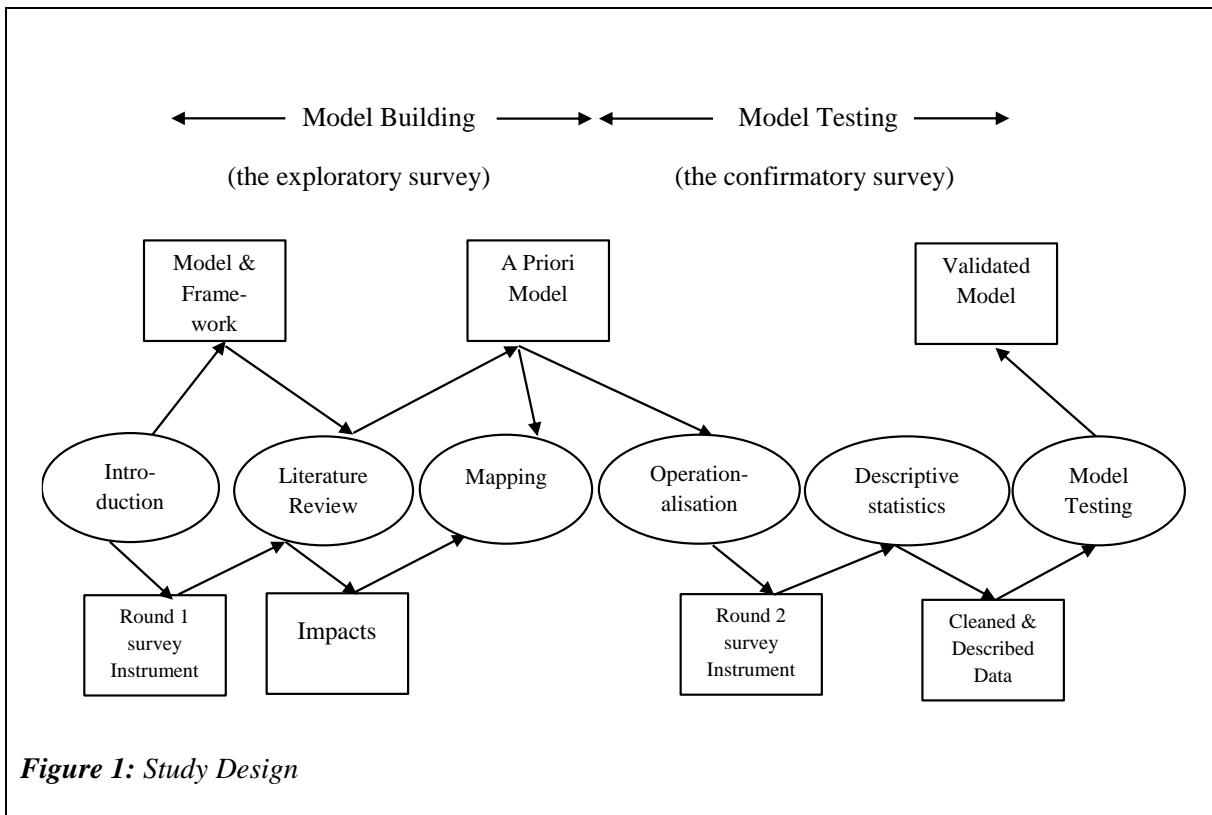 Model Building Model Testing
(the exploratory survey) (the confirmatory survey)
Model &
Frame-
work
A Priori
Model
Validated
Model
Intro-
duction
Literature
Review
Mapping
Operation-
alisation
Descriptive
statistics
Model
Testing
Round 1
survey
Instrument
Impacts
Round 2
survey
Instrument
Cleaned &
Described
Data
Figure 1: Study Design